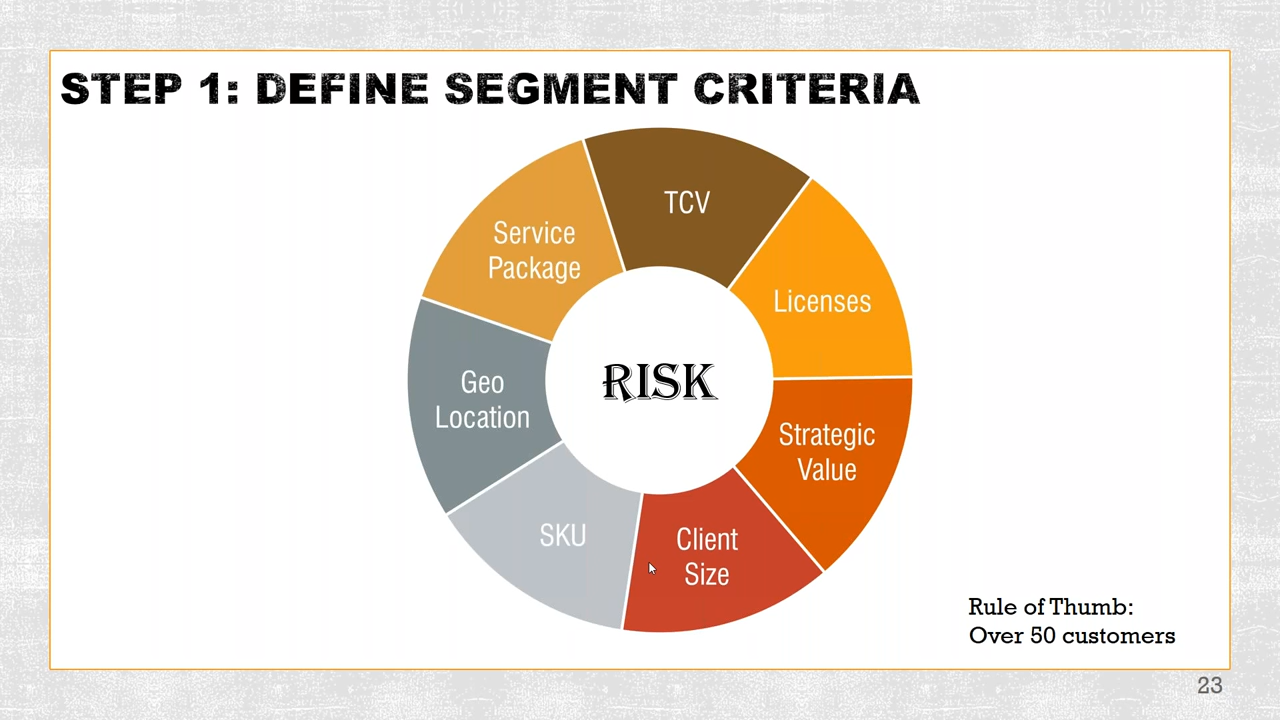 STEP 1: DEFINE SEGMENT CRITERIA
TCV
Licenses
Strategic
Value
Client
Size
SKU
Geo
Location
Service
Package
RISK
Rule of Thumb:
Over 50 customers
23